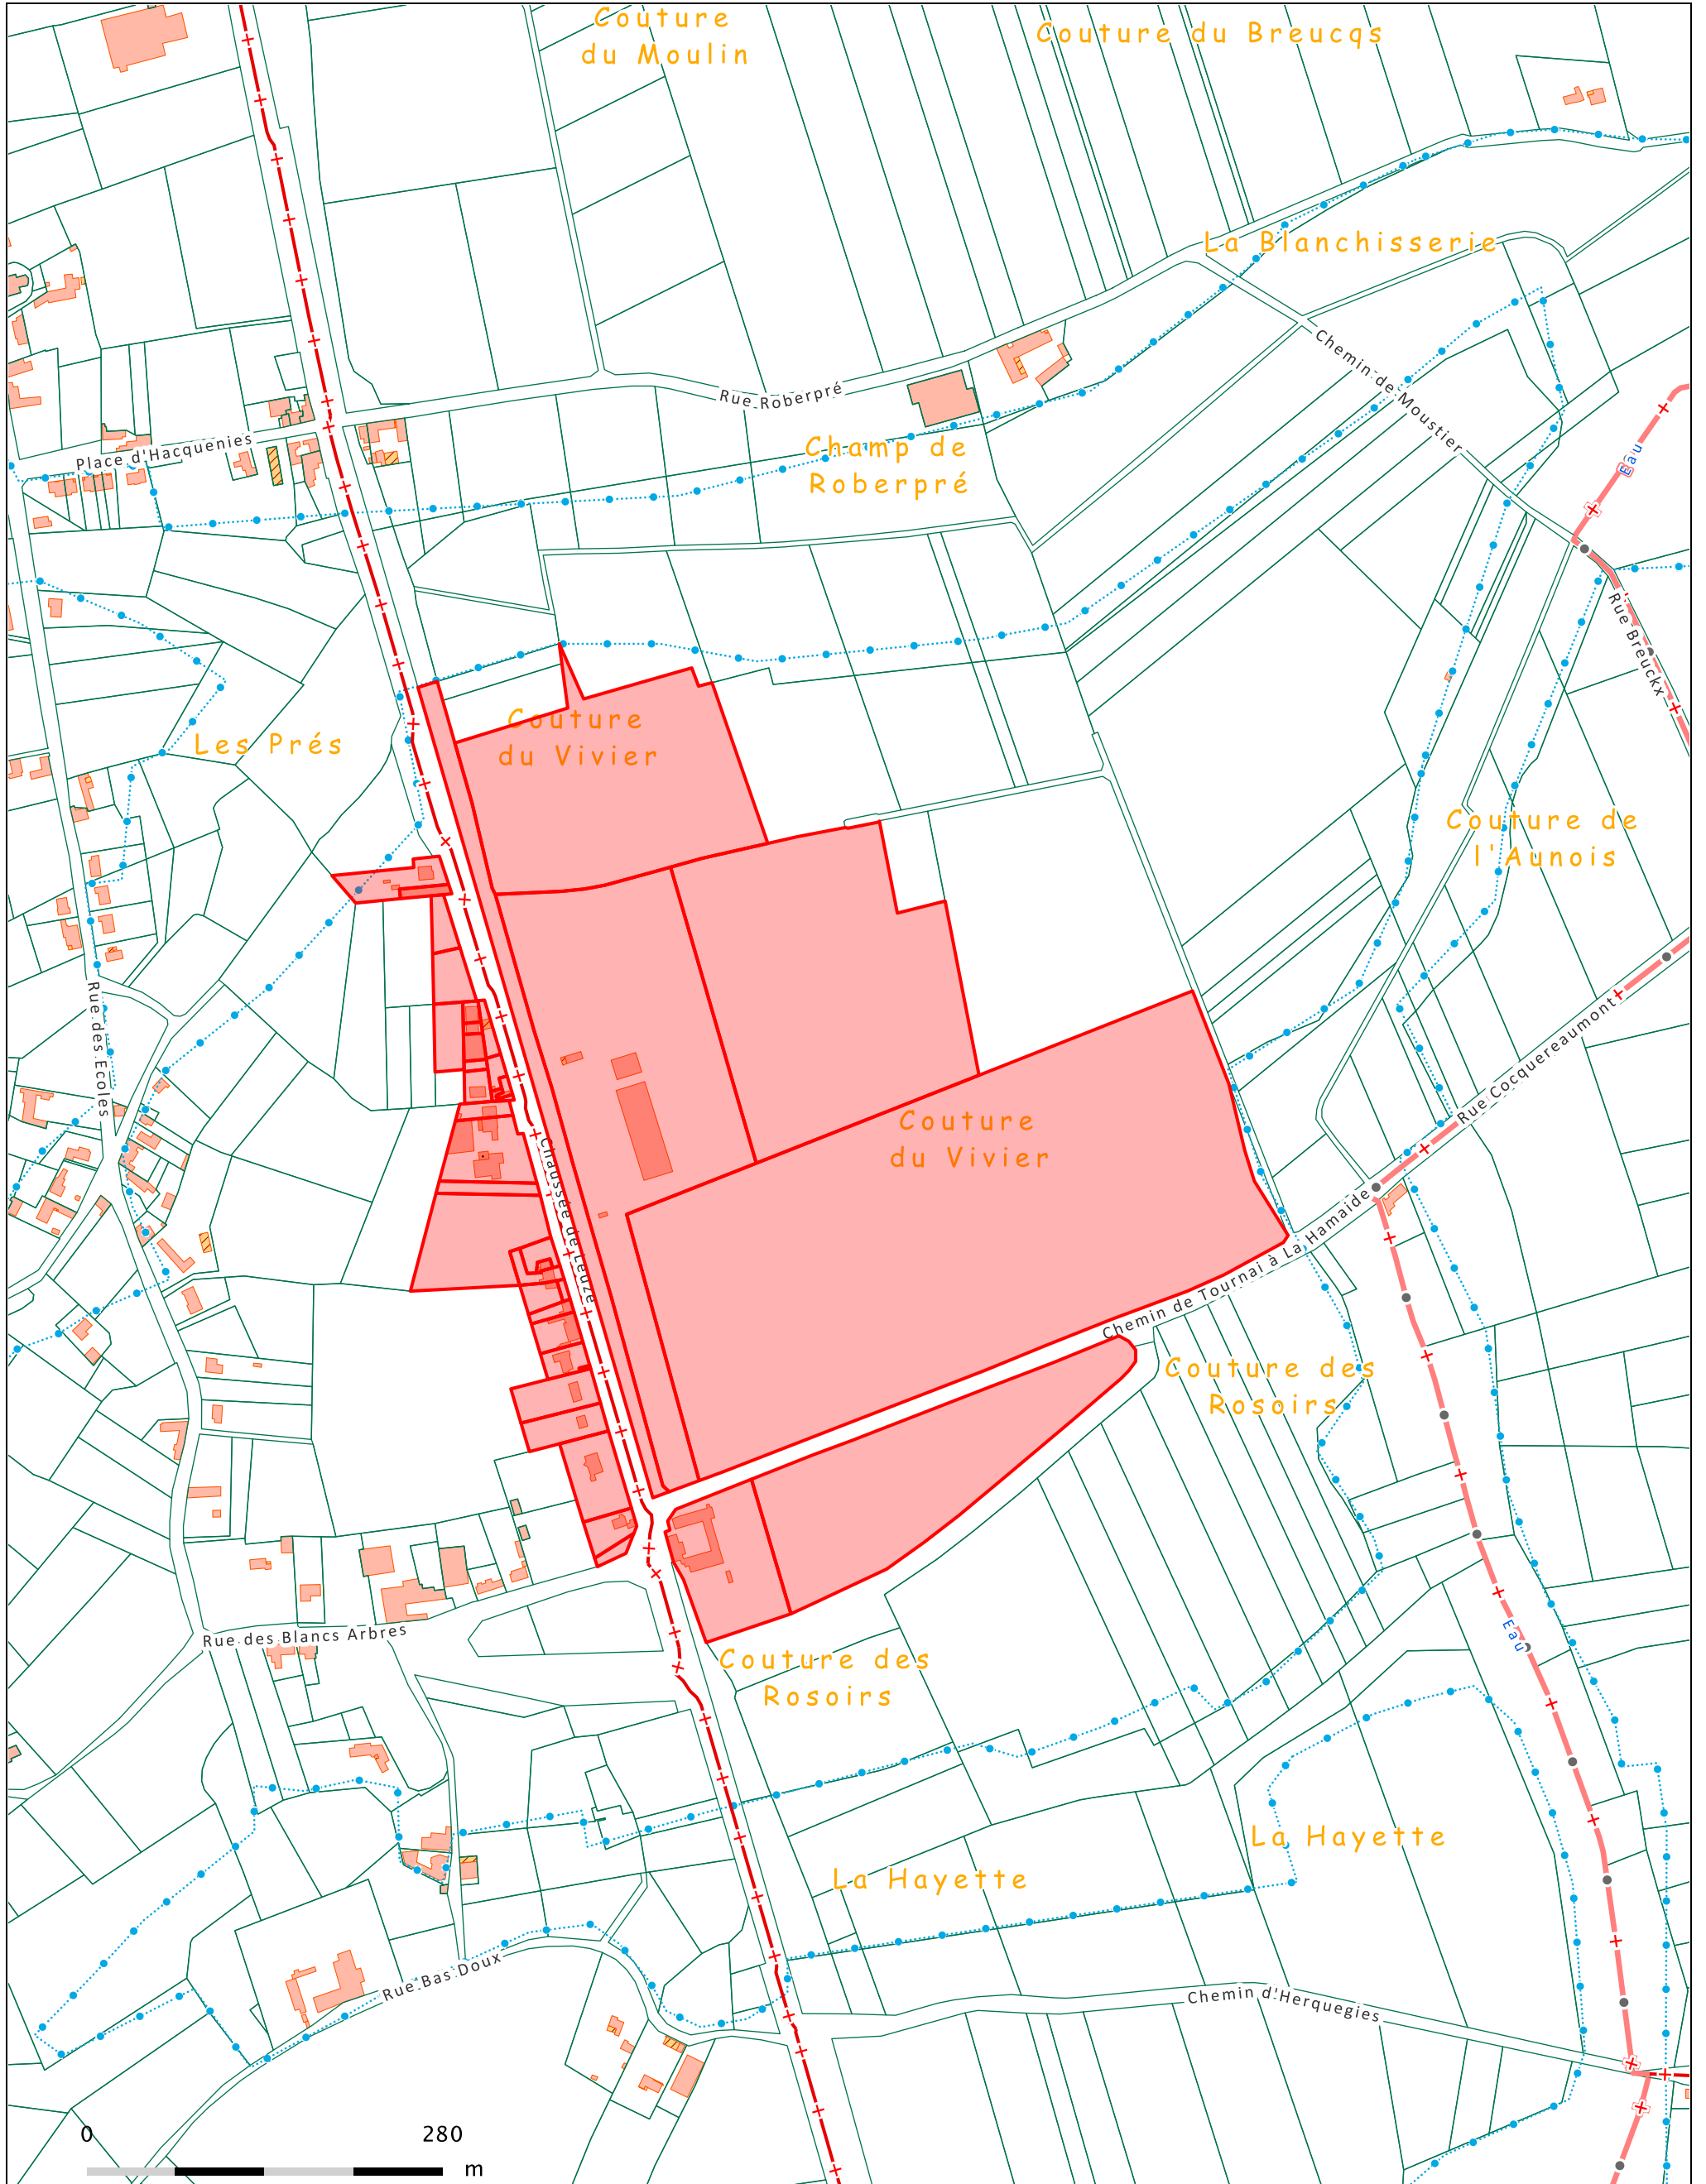 Couture
du Moulin
Couture du Breucqs
La Blanchisserie
Chemin de Moustier
Rue Roberpré
Champ de
Roberpré
Place d'Hacquenies
Eau
Rue Breuckx
Couture
du Vivier
Les Prés
Couture de
l'Aunois
Rue des Ecoles
Rue Cocquereaumont
Couture
du Vivier
Chaussée de Leuze
Chemin de Tournai à La Hamaide
Couture des
Rosoirs
Rue des Blancs Arbres
Eau
Couture des
Rosoirs
La Hayette
La Hayette
Rue Bas Doux
Chemin d'Herquegies
0 280
m